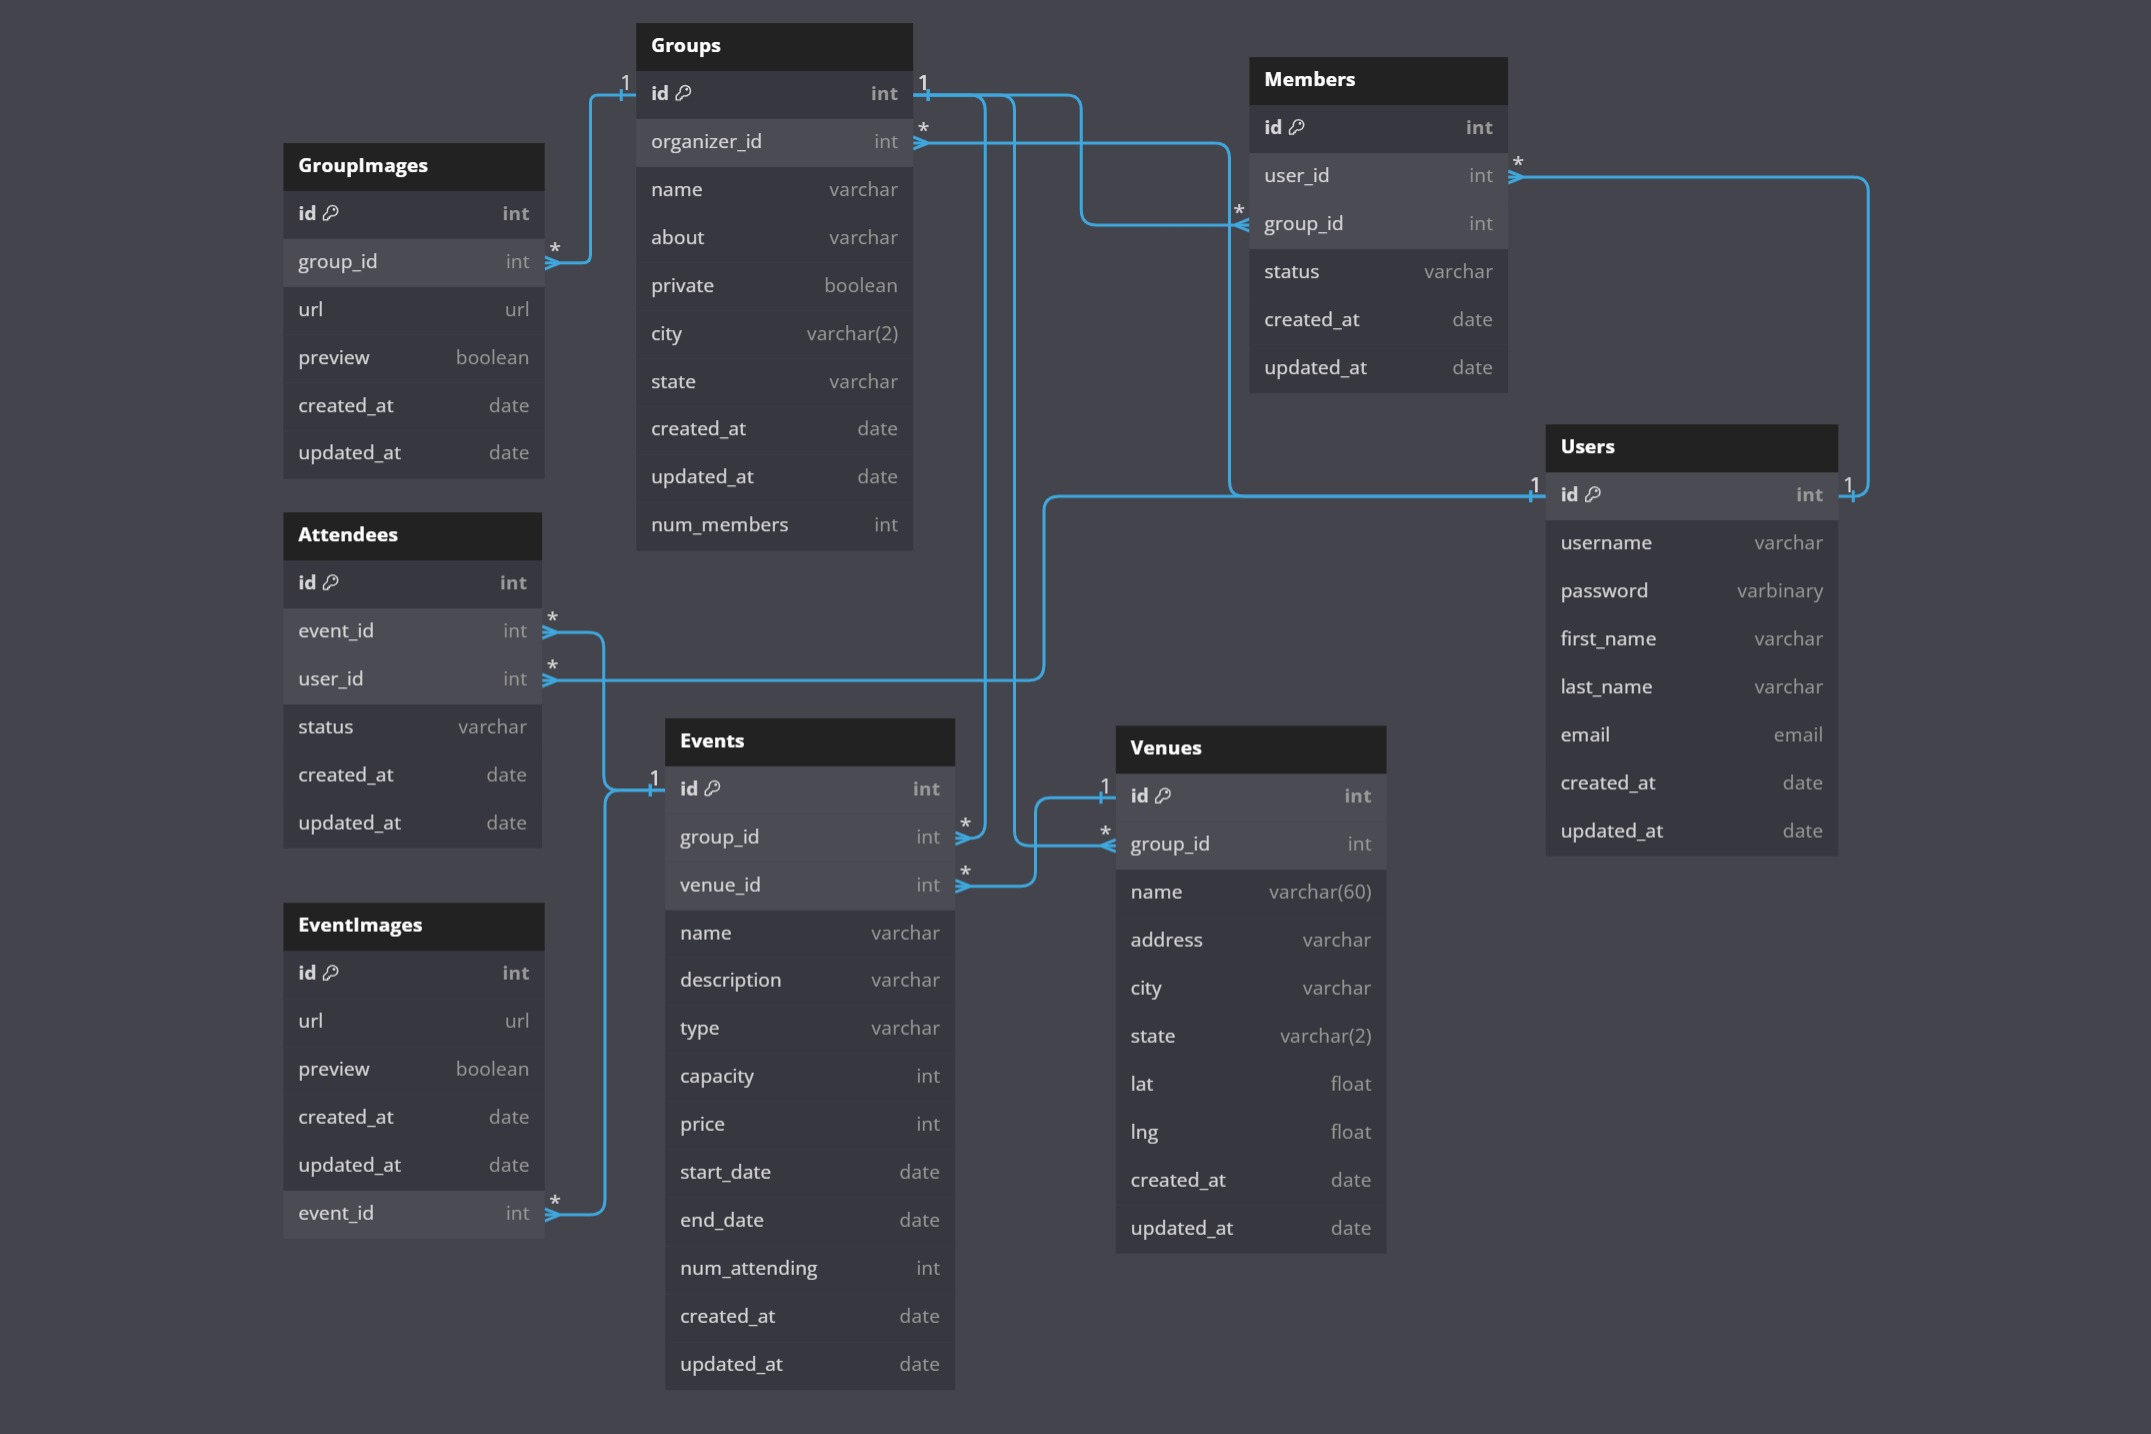 Groups
id int
organizer_id int
name varchar
about varchar
private boolean
city varchar(2)
state varchar
created_at date
updated_at date
num_members int
1
1
*
Members
id int
user_id int
group_id int
status varchar
created_at date
updated_at date
*
*
GroupImages
id int
group_id int
url url
preview boolean
created_at date
updated_at date
*
Users
id int
username varchar
password varbinary
first_name varchar
last_name varchar
email email
created_at date
updated_at date
1
1
Attendees
id int
event_id int
user_id int
status varchar
created_at date
updated_at date
*
*
Events
id int
group_id int
venue_id int
name varchar
description varchar
type varchar
capacity int
price int
start_date date
end_date date
num_attending int
created_at date
updated_at date
1
*
*
Venues
id int
group_id int
name varchar(60)
address varchar
city varchar
state varchar(2)
lat float
lng float
created_at date
updated_at date
1
*
EventImages
id int
url url
preview boolean
created_at date
updated_at date
event_id int
*